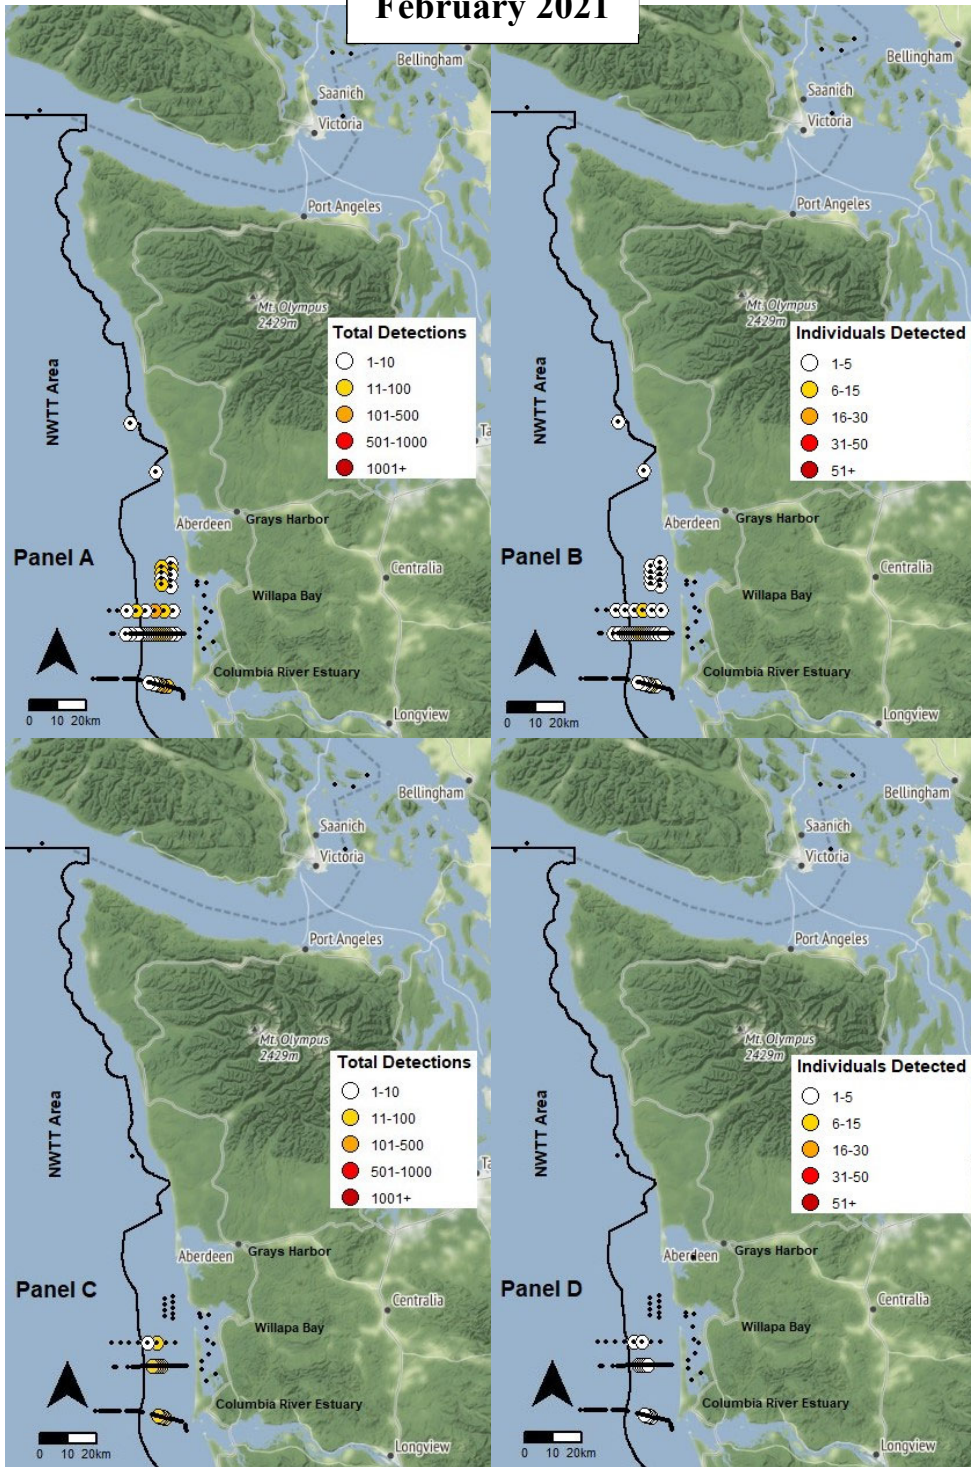 February 2021
Bellingham
Saanich
Victoria
Port Angeles
Mt. Olympus
2429m
Total Detections
1-10
11-100
101-500
501-1000
1001+
NWTT Area
Ta
Aberdeen
Grays Harbor
Panel A
Centralia
Willapa Bay
Columbia River Estuary
Longview
0 10 20km
Bellingham
Saanich
Victoria
Port Angeles
Mt. Olympus
2429m
Individuals Detected
1-5
6-15
16-30
31-50
51+
NWTT Area
Aberdeen
Grays Harbor
Panel B
Centralia
Willapa Bay
Columbia River Estuary
Longview
0 10 20km
Bellingham
Saanich
Victoria
Port Angeles
Mt. Olympus
2429m
Total Detections
1-10
11-100
101-500
501-1000
1001+
NWTT Area
Ta
Aberdeen
Grays Harbor
Panel C
Centralia
Willapa Bay
Columbia River Estuary
Longview
0 10 20km
Bellingham
Saanich
Victoria
Port Angeles
Mt. Olympus
2429m
Individuals Detected
1-5
6-15
16-30
31-50
51+
NWTT Area
Aberdeen
Grays Harbor
Panel D
Centralia
Willapa Bay
Columbia River Estuary
Longview
0 10 20km